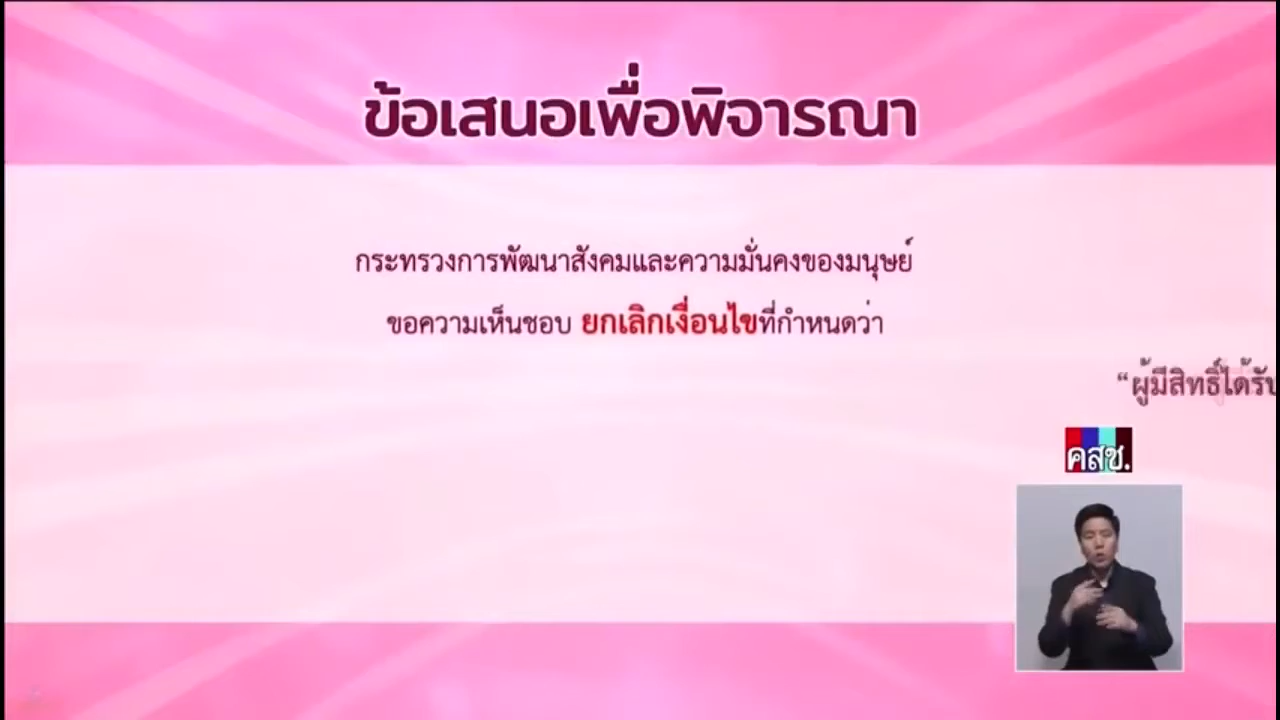 ข้อเสนอเพื่อพิจารณา
กระทรวงการพัฒนาสังคมและความมั่นคงของมนุษย์
ขอความเห็นชอบ ยกเลิกเงื่อนไขที่กำหนดว่า
“ผู้มีสิทธิ์ได้รับ
คสช.